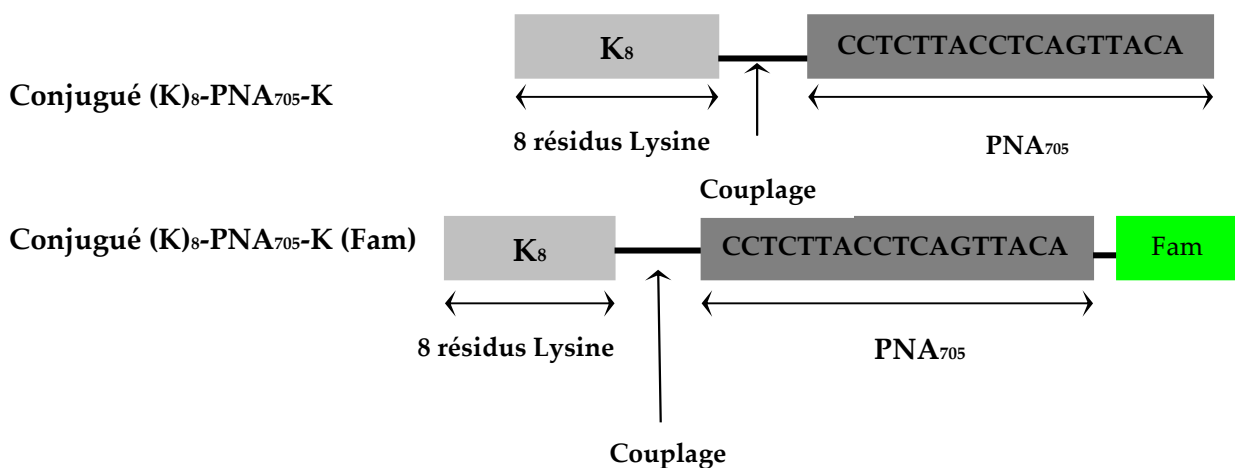 K₈ CCTCTTACCTCAGTTACA
Conjugué (K)₈-PNA₇₀₅-K
8 résidus Lysine PNA₇₀₅
Couplage
Conjugué (K)₈-PNA₇₀₅-K (Fam) K₈ CCTCTTACCTCAGTTACA Fam
8 résidus Lysine PNA₇₀₅
Couplage